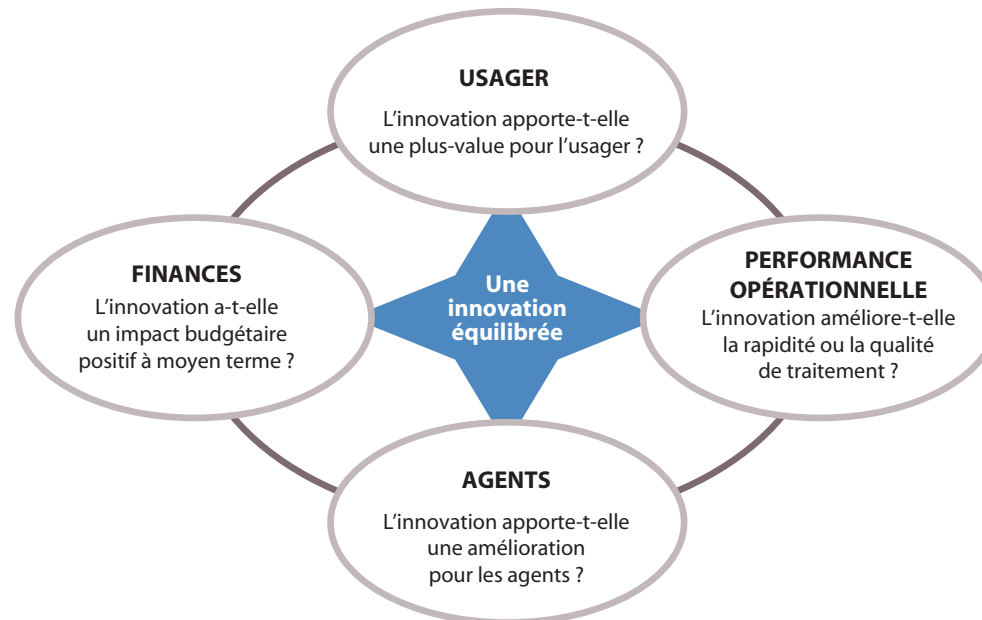 USAGER
L’innovation apporte-t-elle
une plus-value pour l’usager ?
FINANCES
L’innovation a-t-elle
un impact budgétaire
positif à moyen terme ?
Une
innovation
équilibrée
PERFORMANCE
OPÉRATIONNELLE
L’innovation améliore-t-elle
la rapidité ou la qualité
de traitement ?
AGENTS
L’innovation apporte-t-elle
une amélioration
pour les agents ?